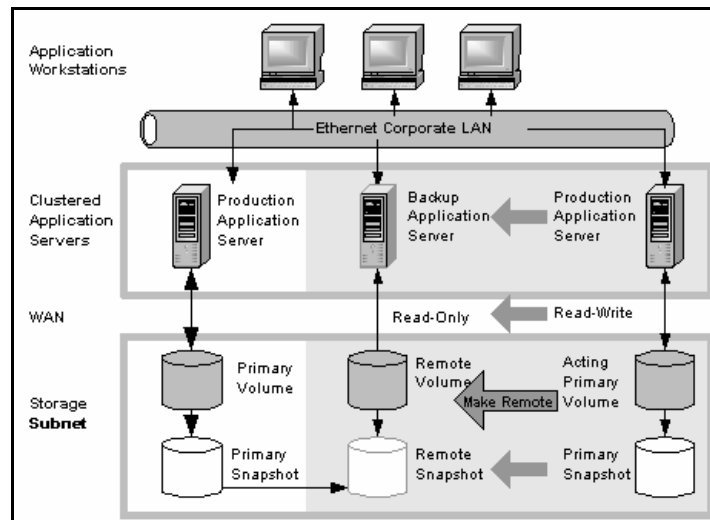 Application
Workstations
Ethernet Corporate LAN
Clustered
Application
Servers
Production
Application
Server
Backup
Application
Server
Production
Application
Server
WAN
Read-Only
Read-Write
Storage
Subnet
Primary
Volume
Remote
Volume
Make Remote
Acting
Primary
Volume
Primary
Snapshot
Remote
Snapshot
Primary
Snapshot